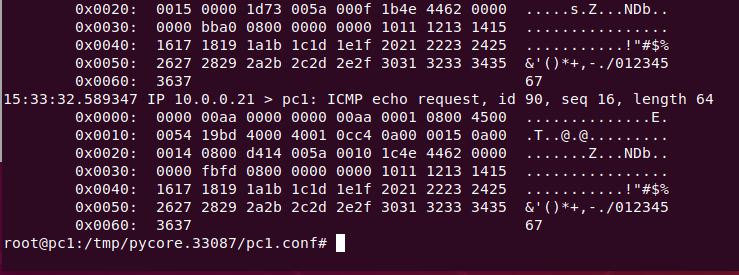 0x0020:  0015 0000 1d73 005a 000f 1b4e 4462 0000  .....s.Z...NDb..
0x0030:  0000 bba0 0800 0000 0000 1011 1213 1415  ................
0x0040:  1617 1819 1a1b 1c1d 1e1f 2021 2223 2425  ...........!"#$%
0x0050:  2627 2829 2a2b 2c2d 2e2f 3031 3233 3435  &'()*+,-./012345
0x0060:  3637                                     67
15:33:32.589347 IP 10.0.0.21 > pc1: ICMP echo request, id 90, seq 16, length 64
0x0000:  0000 00aa 0000 0000 00aa 0001 0800 4500  ..............E.
0x0010:  0054 19bd 4000 4001 0cc4 0a00 0015 0a00  .T..@.@.........
0x0020:  0014 0800 d414 005a 0010 1c4e 4462 0000  .......Z...NDb..
0x0030:  0000 fbfd 0800 0000 0000 1011 1213 1415  ................
0x0040:  1617 1819 1a1b 1c1d 1e1f 2021 2223 2425  ...........!"#$%
0x0050:  2627 2829 2a2b 2c2d 2e2f 3031 3233 3435  &'()*+,-./012345
0x0060:  3637                                     67
root@pc1:/tmp/pycore.33087/pc1.conf#